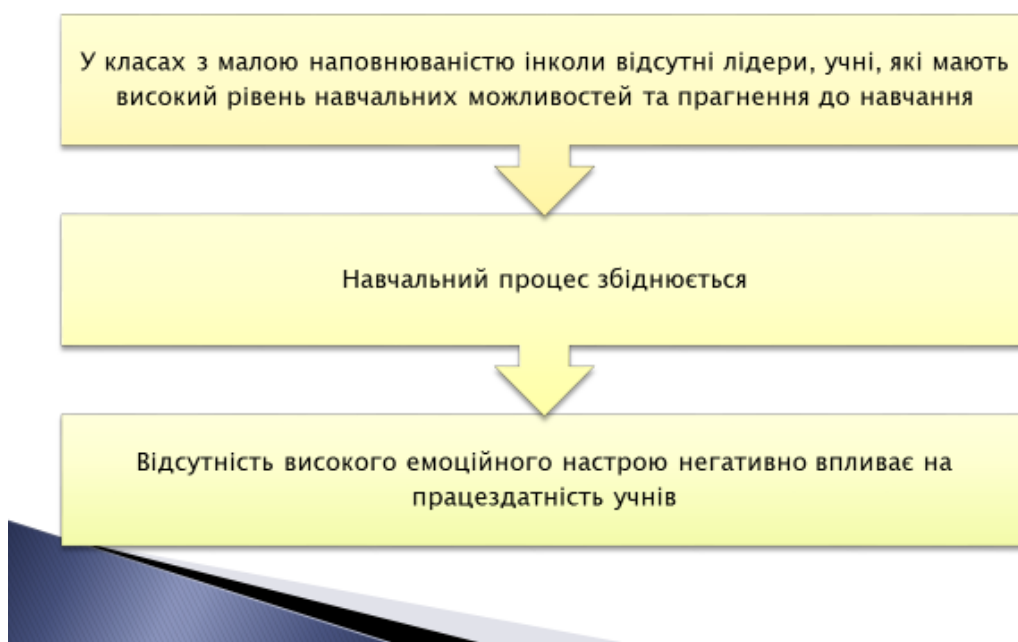 У класах з малою наповнюваністю інколи відсутні лідери, учні, які мають
високий рівень навчальних можливостей та прагнення до навчання
Навчальний процес збіднюється
Відсутність високого емоційного настрою негативно впливає на
працездатність учнів